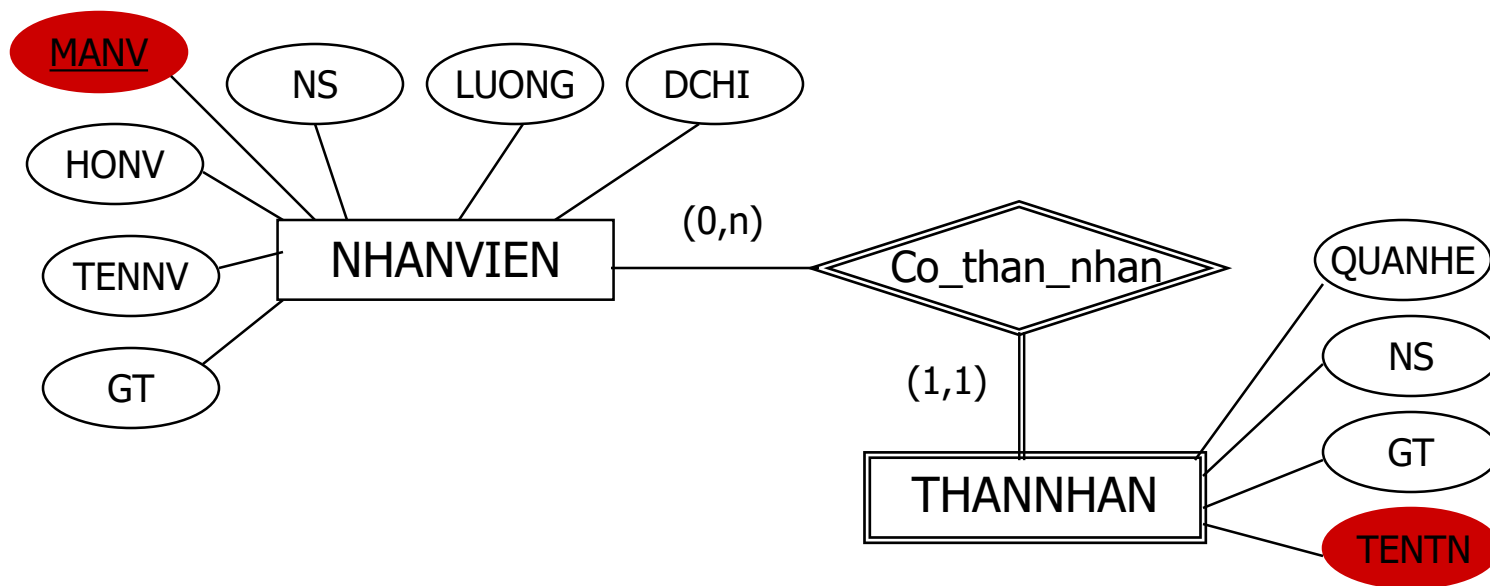 MANV
NS
LUONG
DCHI
HONV
TENNV
GT
NHANVIEN
(0,n)
Co_than_nhan
(1,1)
THANNHAN
QUANHE
NS
GT
TENTN